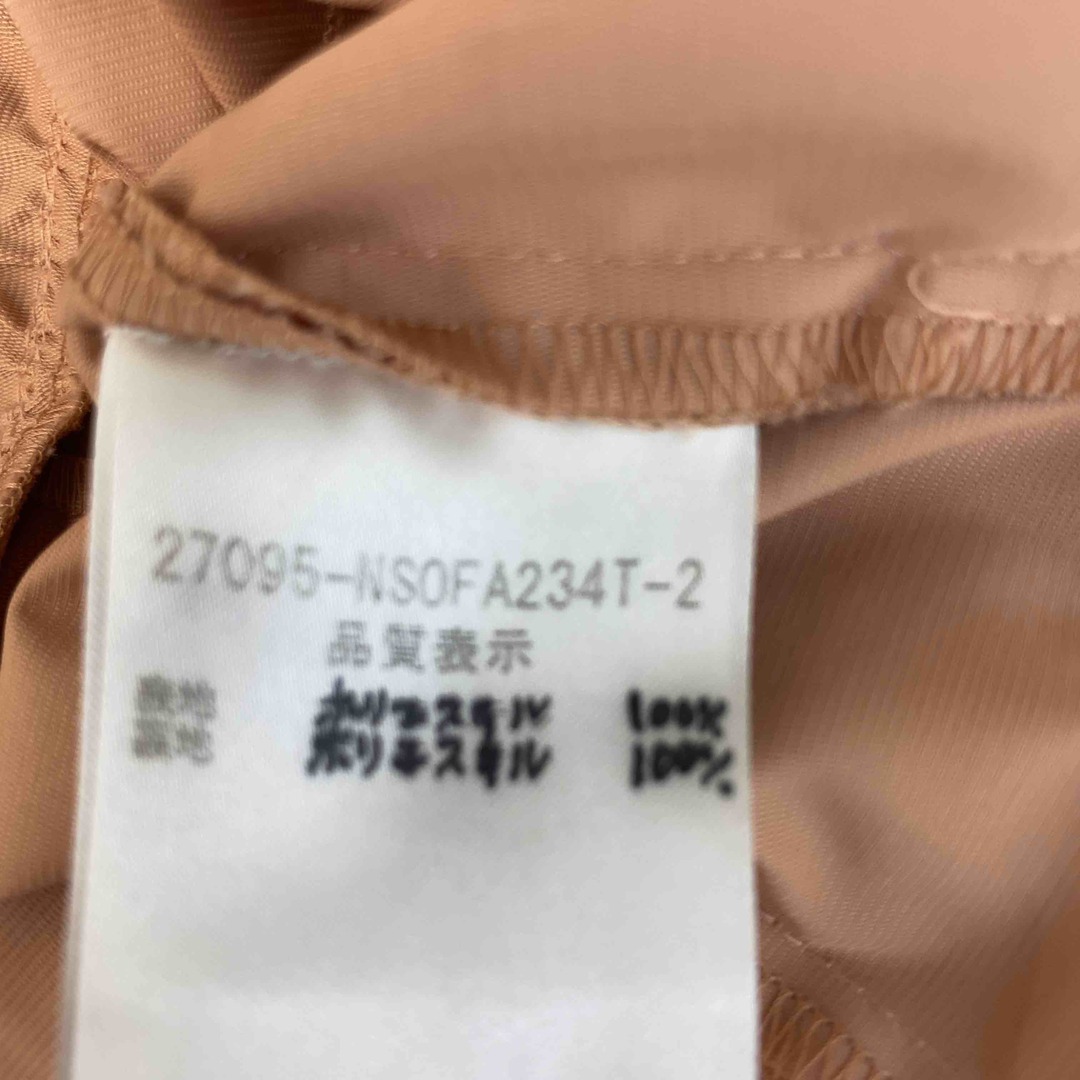 27095-NSOFA234T-2
品質表示
表地 ポリエステル 100%
裏地 ポリエステル 100%